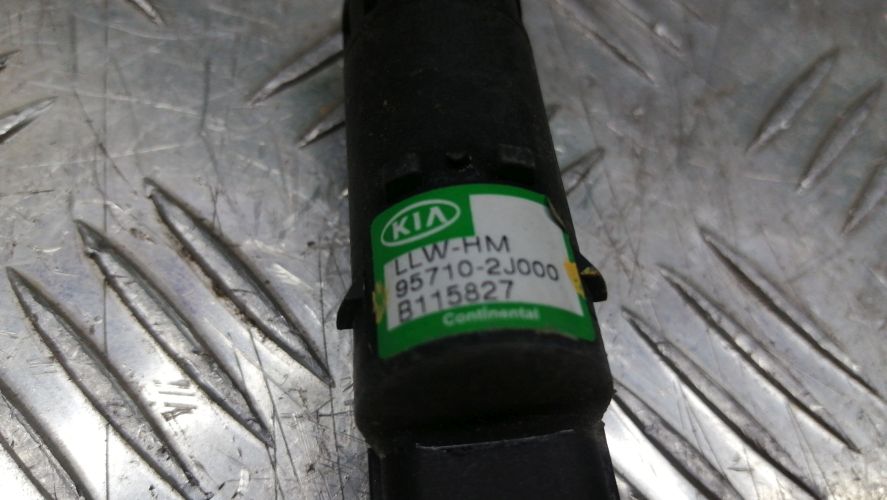 KIA
LLW-HM
95710-2J000
B115827
Continental